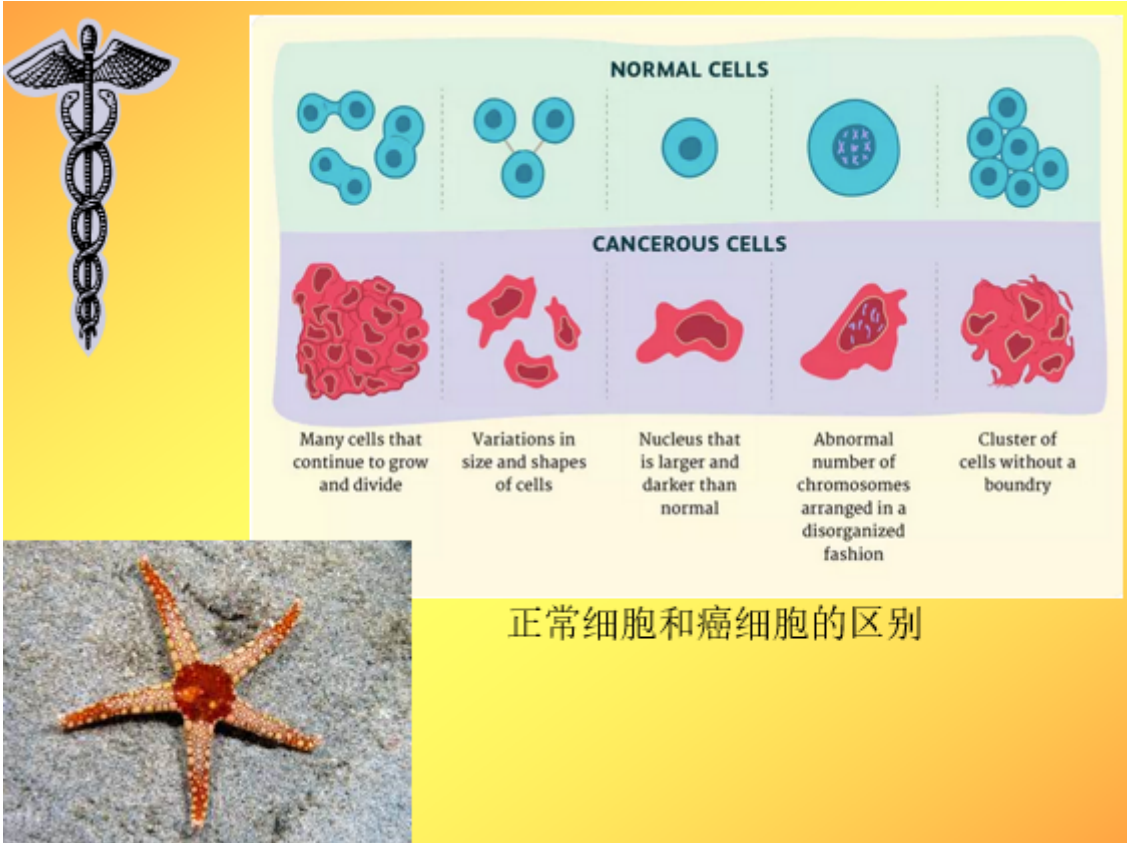 NORMAL CELLS
CANCEROUS CELLS
Many cells that
continue to grow
and divide
Variations in
size and shapes
of cells
Nucleus that
is larger and
darker than
normal
Abnormal
number of
chromosomes
arranged in a
disorganized
fashion
Cluster of
cells without a
boundry
正常细胞和癌细胞的区别